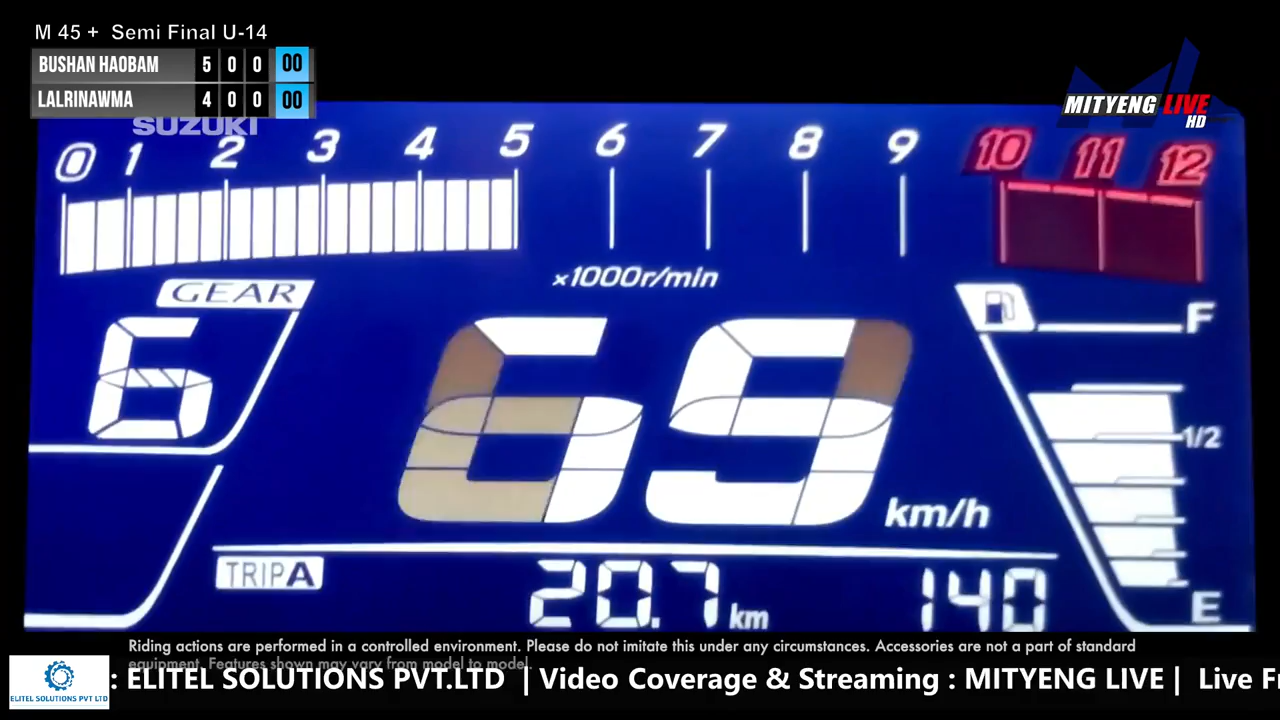 M 45 + Semi Final U-14
BUSHAN HAOBAM 5 0 0 00
LALRINAWMA 4 0 0 00
MITYENG LIVE
HD
SUZUKI
0 1 2 3 4 5 6 7 8 9 10 11 12
x1000r/min
GEAR
6
69
km/h
F
1/2
E
TRIP A 20.7 km 140
Riding actions are performed in a controlled environment. Please do not imitate this under any circumstances. Accessories are not a part of standard
equipment. Features shown may vary from model to model.
ELITEL SOLUTIONS PVT LTD
: ELITEL SOLUTIONS PVT.LTD | Video Coverage & Streaming : MITYENG LIVE | Live Fr